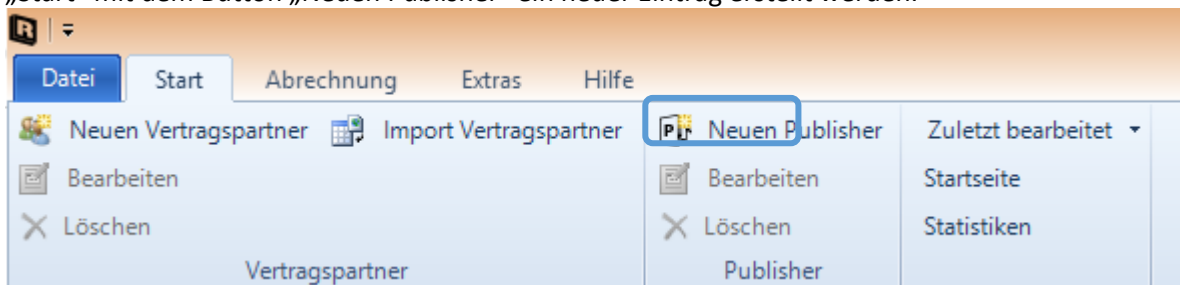 „Start“ mit dem Button „Neuen Publisher“ ein neuer Eintrag erstellt werden.
Datei Start Abrechnung Extras Hilfe
Neuen Vertragspartner Import Vertragspartner Neuen Publisher Zuletzt bearbeitet
Bearbeiten Bearbeiten Startseite
Löschen Löschen Statistiken
Vertragspartner Publisher